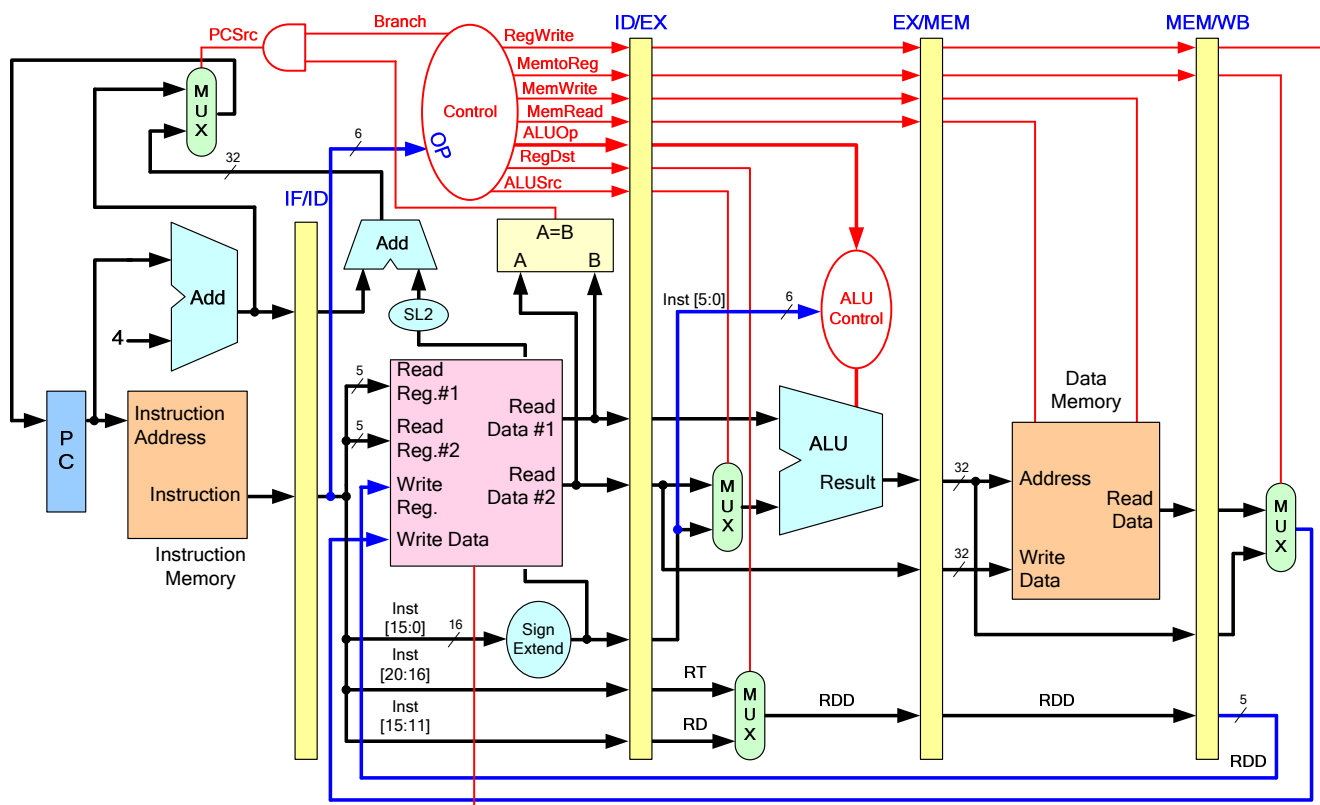 ID/EX
EX/MEM
MEM/WB
Branch
PCSrc
RegWrite
MemtoReg
MemWrite
MemRead
ALUOp
RegDst
ALUSrc
Control
OP
M
U
X
6
32
IF/ID
Add
A=B
A
B
Add
4
SL2
Inst [5:0]
6
ALU
Control
P
C
Instruction
Address
Instruction
Instruction
Memory
5
5
Read
Reg.#1
Read
Reg.#2
Write
Reg.
Write Data
Read
Data #1
Read
Data #2
M
U
X
ALU
Result
Data
Memory
32
Address
Read
Data
32
Write
Data
M
U
X
Inst
[15:0]
16
Sign
Extend
Inst
[20:16]
Inst
[15:11]
RT
RD
M
U
X
RDD
RDD
5
RDD